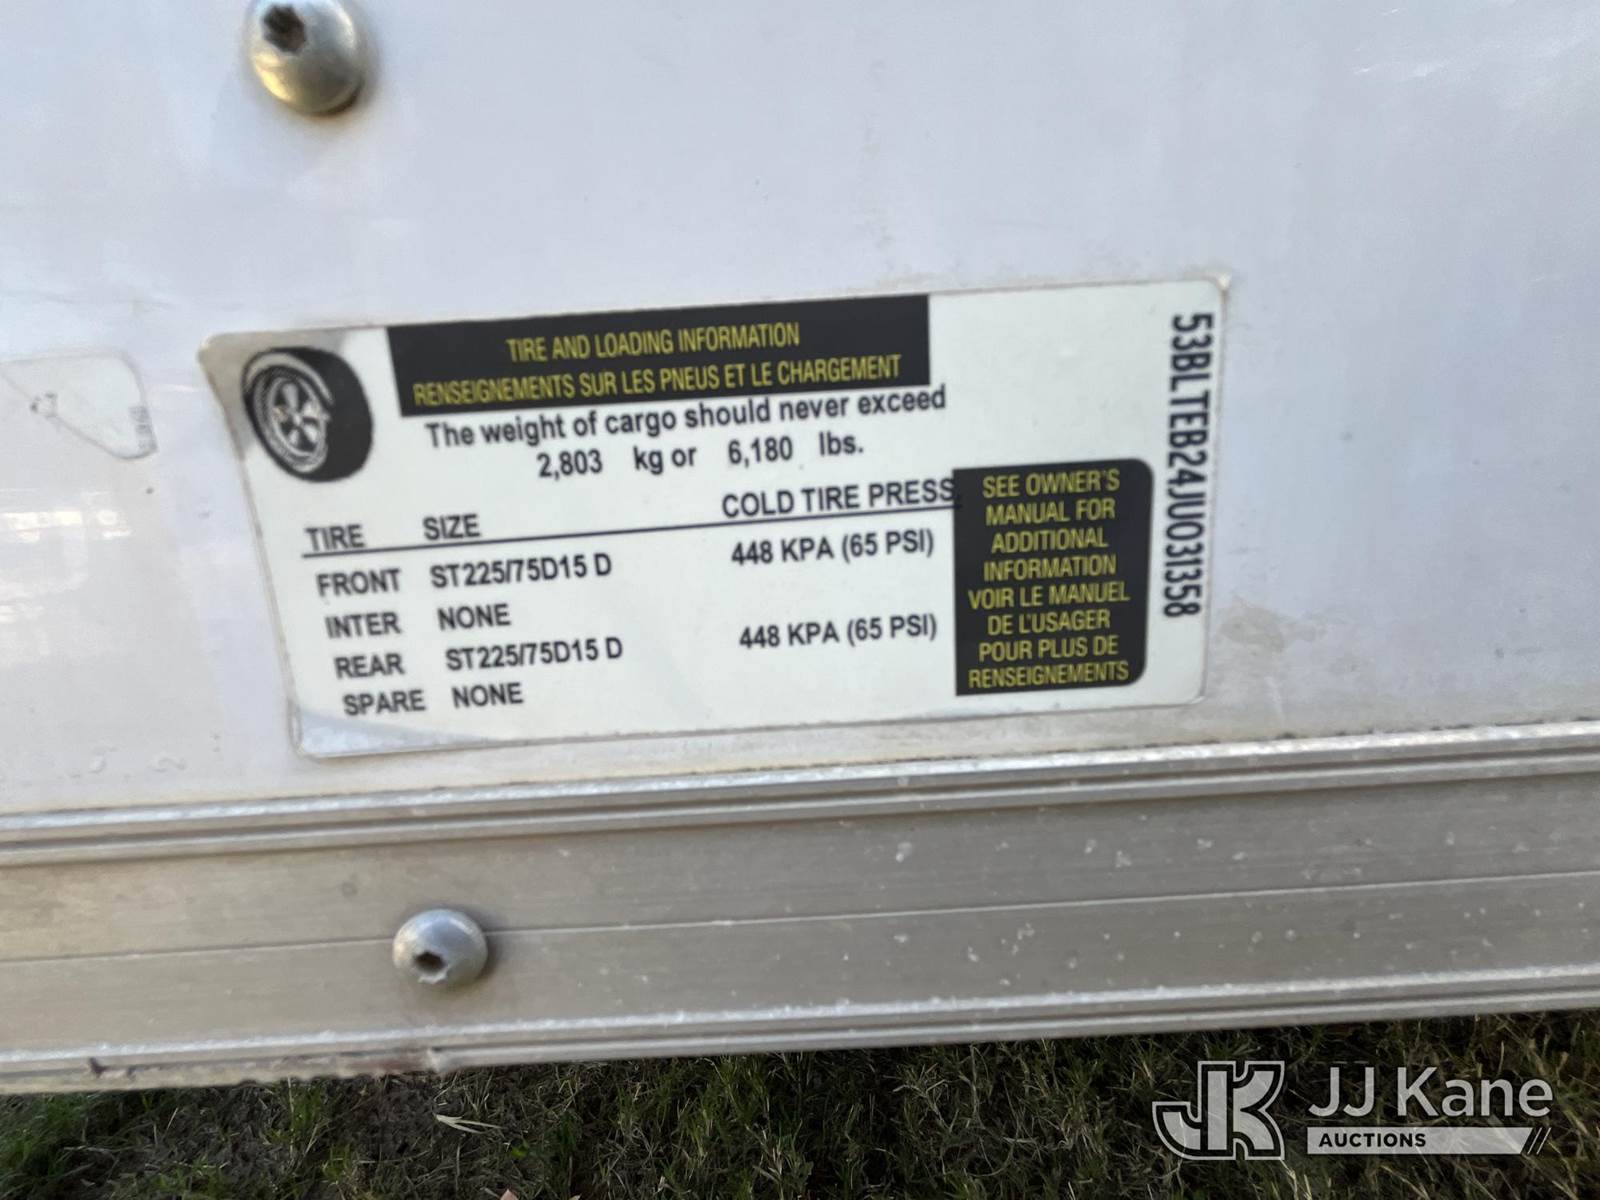 TIRE AND LOADING INFORMATION
RENSEIGNEMENTS SUR LES PNEUS ET LE CHARGEMENT
The weight of cargo should never exceed
2,803 kg or 6,180 lbs.
TIRE SIZE COLD TIRE PRESS.
FRONT ST225/75D15 D 448 KPA (65 PSI)
INTER NONE
REAR ST225/75D15 D 448 KPA (65 PSI)
SPARE NONE
SEE OWNER'S
MANUAL FOR
ADDITIONAL
INFORMATION
VOIR LE MANUEL
DE L'USAGER
POUR PLUS DE
RENSEIGNEMENTS
53BLTEB24JU031358
JK JJ Kane
AUCTIONS